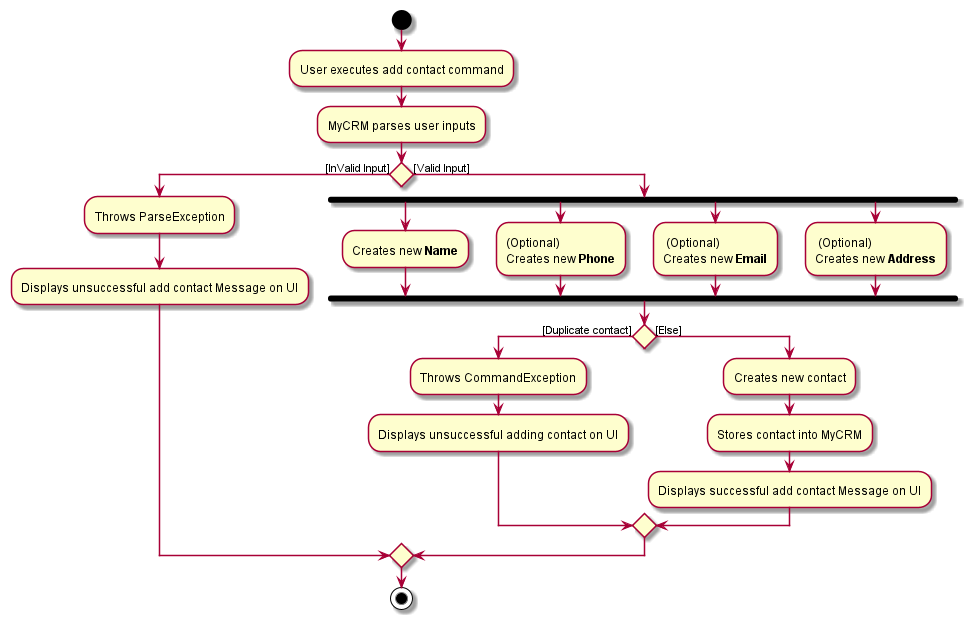 User executes add contact command
MyCRM parses user inputs
[InValid Input]
[Valid Input]
Throws ParseException
Displays unsuccessful add contact Message on UI
Creates new Name
(Optional)
Creates new Phone
(Optional)
Creates new Email
(Optional)
Creates new Address
[Duplicate contact]
[Else]
Throws CommandException
Displays unsuccessful adding contact on UI
Creates new contact
Stores contact into MyCRM
Displays successful add contact Message on UI